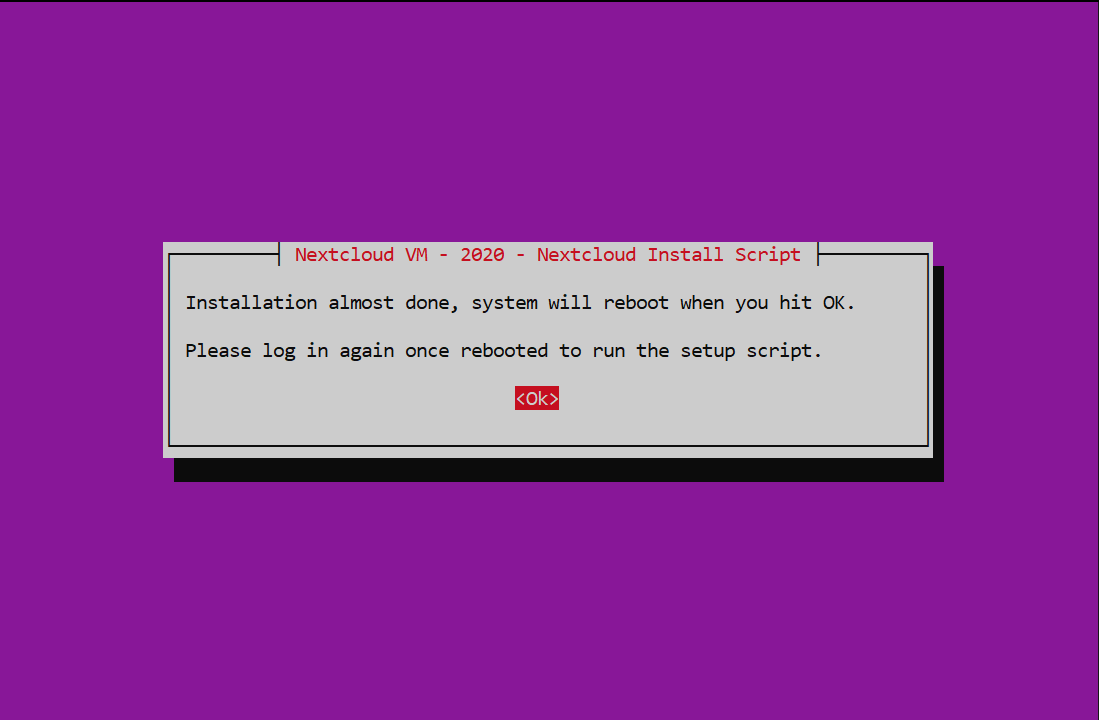 Nextcloud VM - 2020 - Nextcloud Install Script
Installation almost done, system will reboot when you hit OK.
Please log in again once rebooted to run the setup script.
<Ok>